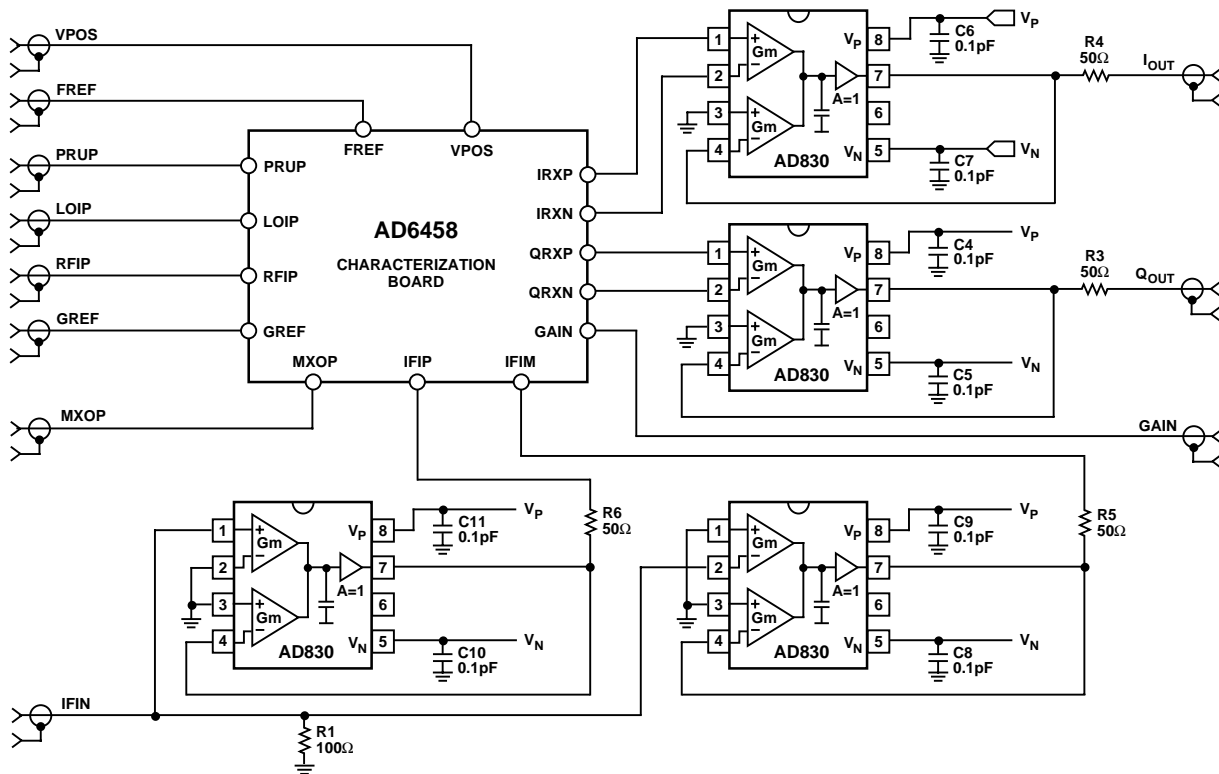 VPOS
FREF
PRUP
LOIP
RFIP
GREF
MXOP
FREF
VPOS
PRUP
LOIP
RFIP
GREF
AD6458
CHARACTERIZATION
BOARD
IRXP
IRXN
QRXP
QRXN
GAIN
MXOP
IFIP
IFIM
1
2
3
4
+
−
Gm
+
−
Gm
A=1
VP
VN
8
7
6
5
AD830
C6
0.1pF
VP
C7
0.1pF
VN
R4
50Ω
IOUT
1
2
3
4
+
−
Gm
+
−
Gm
A=1
VP
VN
8
7
6
5
AD830
C4
0.1pF
VP
C5
0.1pF
VN
R3
50Ω
QOUT
GAIN
1
2
3
4
+
−
Gm
+
−
Gm
A=1
VP
VN
8
7
6
5
AD830
C11
0.1pF
VP
C10
0.1pF
VN
R6
50Ω
1
2
3
4
+
−
Gm
+
−
Gm
A=1
VP
VN
8
7
6
5
AD830
C9
0.1pF
VP
C8
0.1pF
VN
R5
50Ω
IFIN
R1
100Ω